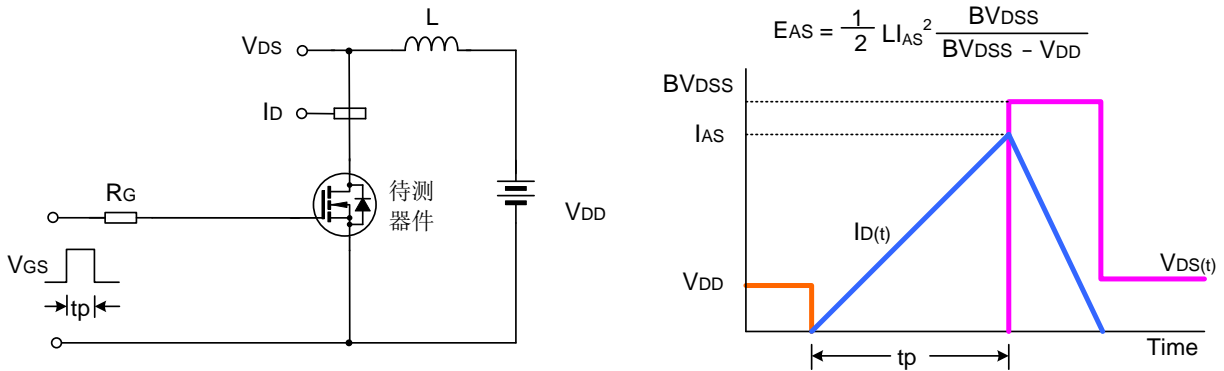 L
VDS
ID
RG
待测
器件
VDD
VGS
tp
EAS = 1/2 LIAS² BVDSS/(BVDSS - VDD)
BVDSS
IAS
ID(t)
VDD
VDS(t)
tp
Time